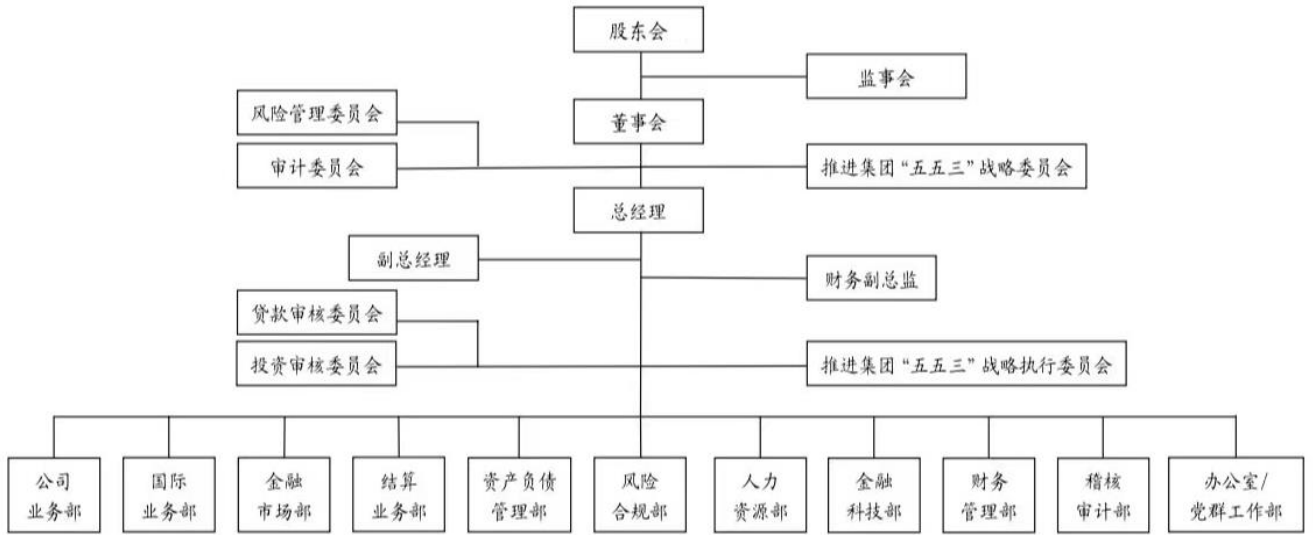 股东会
监事会
风险管理委员会
董事会
审计委员会
推进集团“五五三”战略委员会
总经理
副总经理
财务副总监
贷款审核委员会
投资审核委员会
推进集团“五五三”战略执行委员会
公司
业务部
国际
业务部
金融
市场部
结算
业务部
资产负债
管理部
风险
合规部
人力
资源部
金融
科技部
财务
管理部
稽核
审计部
办公室/
党群工作部